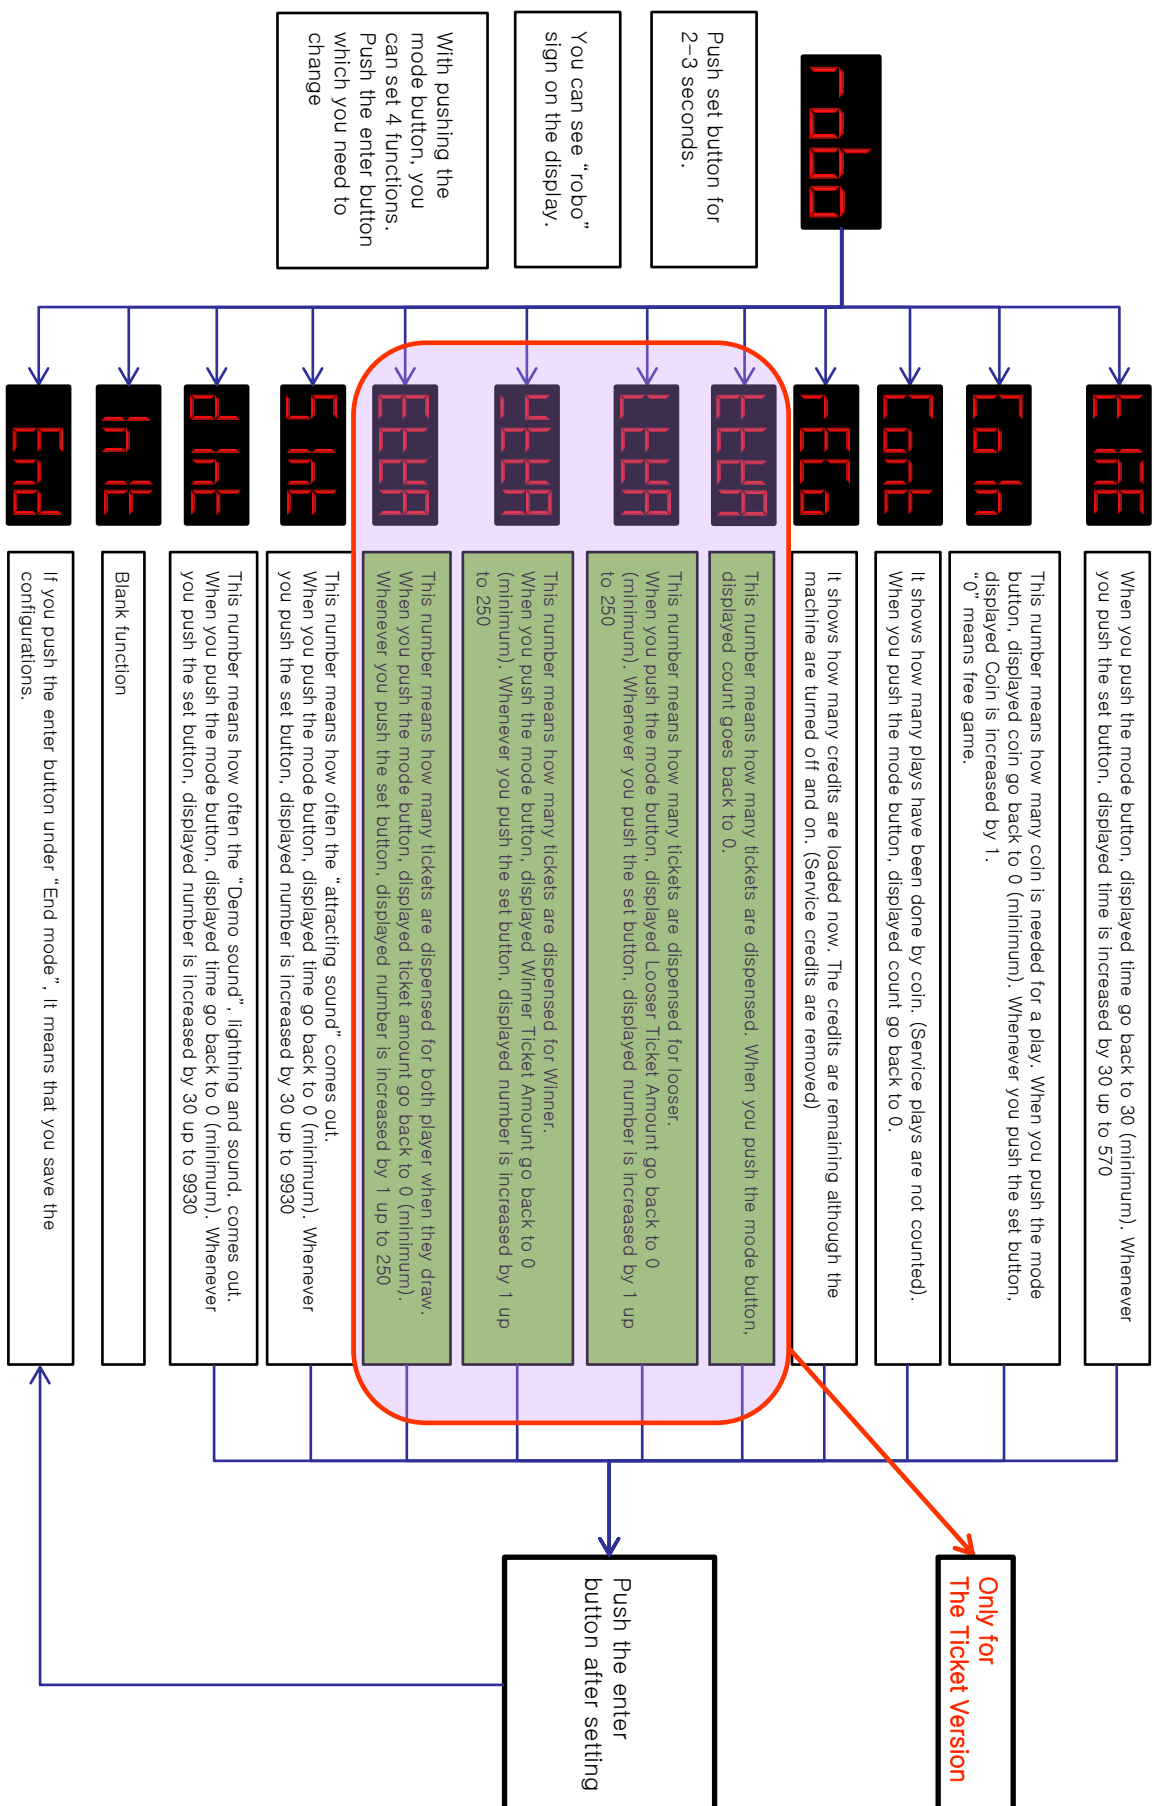 robo
Push set button for
2-3 seconds.
You can see “robo”
sign on the display.
With pushing the
mode button, you
can set 4 functions.
Push the enter button
which you need to
change
When you push the mode button, displayed time go back to 30 (minimum). Whenever
you push the set button, displayed time is increased by 30 up to 570
Coin
This number means how many coin is needed for a play. When you push the mode
button, displayed coin go back to 0 (minimum). Whenever you push the set button,
displayed Coin is increased by 1.
“0” means free game.
Cont
It shows how many plays have been done by coin. (Service plays are not counted).
When you push the mode button, displayed count go back to 0.
rECo
It shows how many credits are loaded now. The credits are remaining although the
machine are turned off and on. (Service credits are removed)
This number means how many tickets are dispensed. When you push the mode button,
displayed count goes back to 0.
This number means how many tickets are dispensed for looser.
When you push the mode button, displayed Looser Ticket Amount go back to 0
(minimum). Whenever you push the set button, displayed number is increased by 1 up
to 250
This number means how many tickets are dispensed for Winner.
When you push the mode button, displayed Winner Ticket Amount go back to 0
(minimum). Whenever you push the set button, displayed number is increased by 1 up
to 250
This number means how many tickets are dispensed for both player when they draw.
When you push the mode button, displayed ticket amount go back to 0 (minimum).
Whenever you push the set button, displayed number is increased by 1 up to 250
Sint
This number means how often the “attracting sound” comes out.
When you push the mode button, displayed time go back to 0 (minimum). Whenever
you push the set button, displayed number is increased by 30 up to 9930
dint
This number means how often the “Demo sound”, lightning and sound, comes out.
When you push the mode button, displayed time go back to 0 (minimum). Whenever
you push the set button, displayed number is increased by 30 up to 9930
Blank function
End
If you push the enter button under “End mode”, It means that you save the
configurations.
Only for
The Ticket Version
Push the enter
button after setting